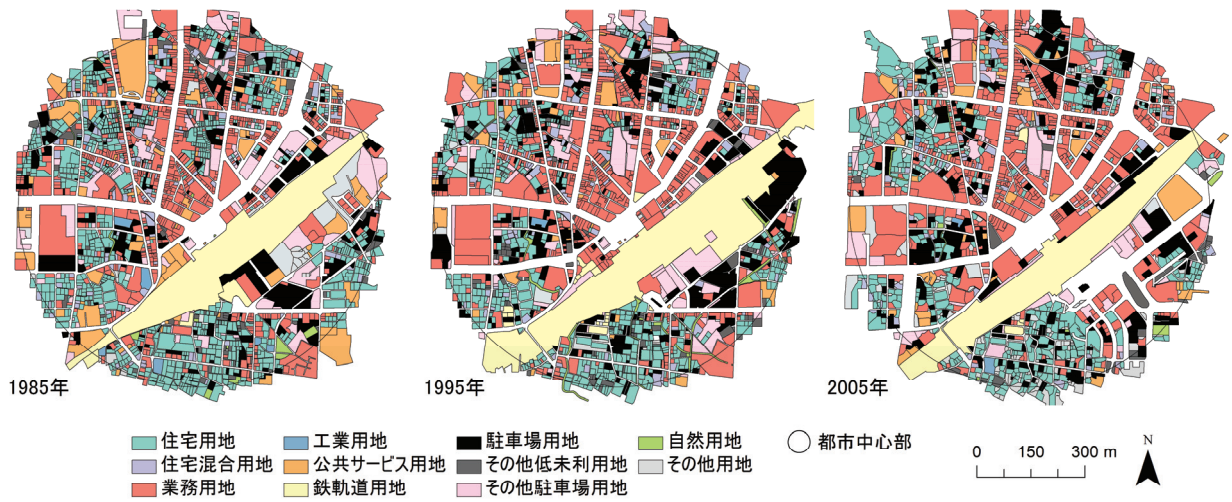 1985年
1995年
2005年
住宅用地
工業用地
駐車場用地
自然用地
都市中心部
住宅混合用地
公共サービス用地
その他低未利用地
その他用地
業務用地
鉄軌道用地
その他駐車場用地
0 150 300 m
N